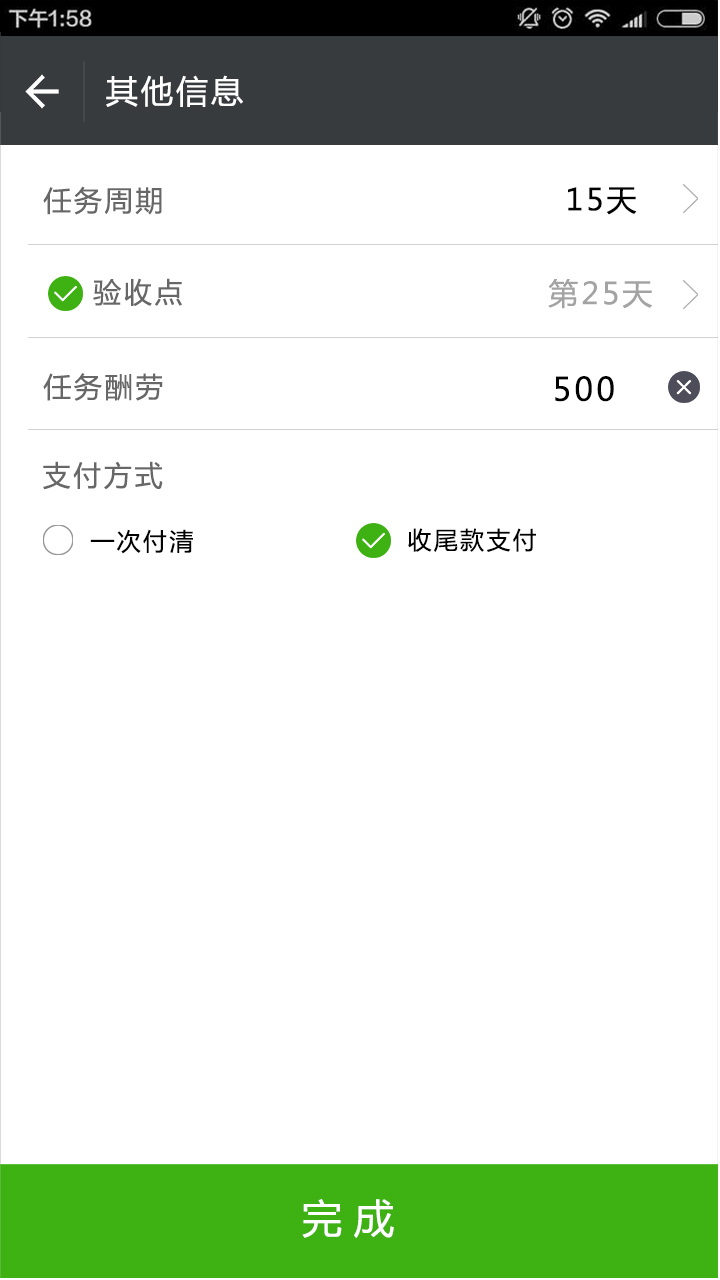 下午1:58
其他信息
任务周期 15天
验收点 第25天
任务酬劳 500
支付方式
一次付清 收尾款支付
完成